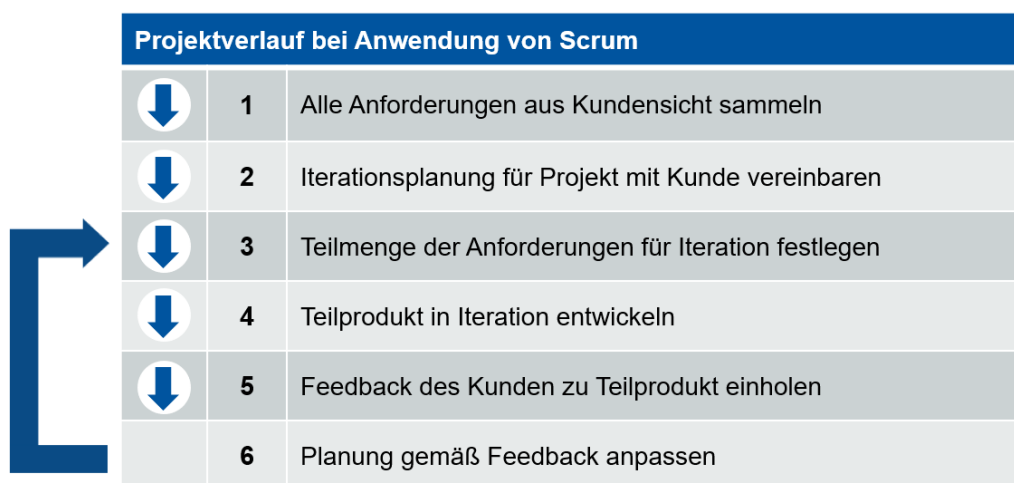 Projektverlauf bei Anwendung von Scrum
1 Alle Anforderungen aus Kundensicht sammeln
2 Iterationsplanung für Projekt mit Kunde vereinbaren
3 Teilmenge der Anforderungen für Iteration festlegen
4 Teilprodukt in Iteration entwickeln
5 Feedback des Kunden zu Teilprodukt einholen
6 Planung gemäß Feedback anpassen